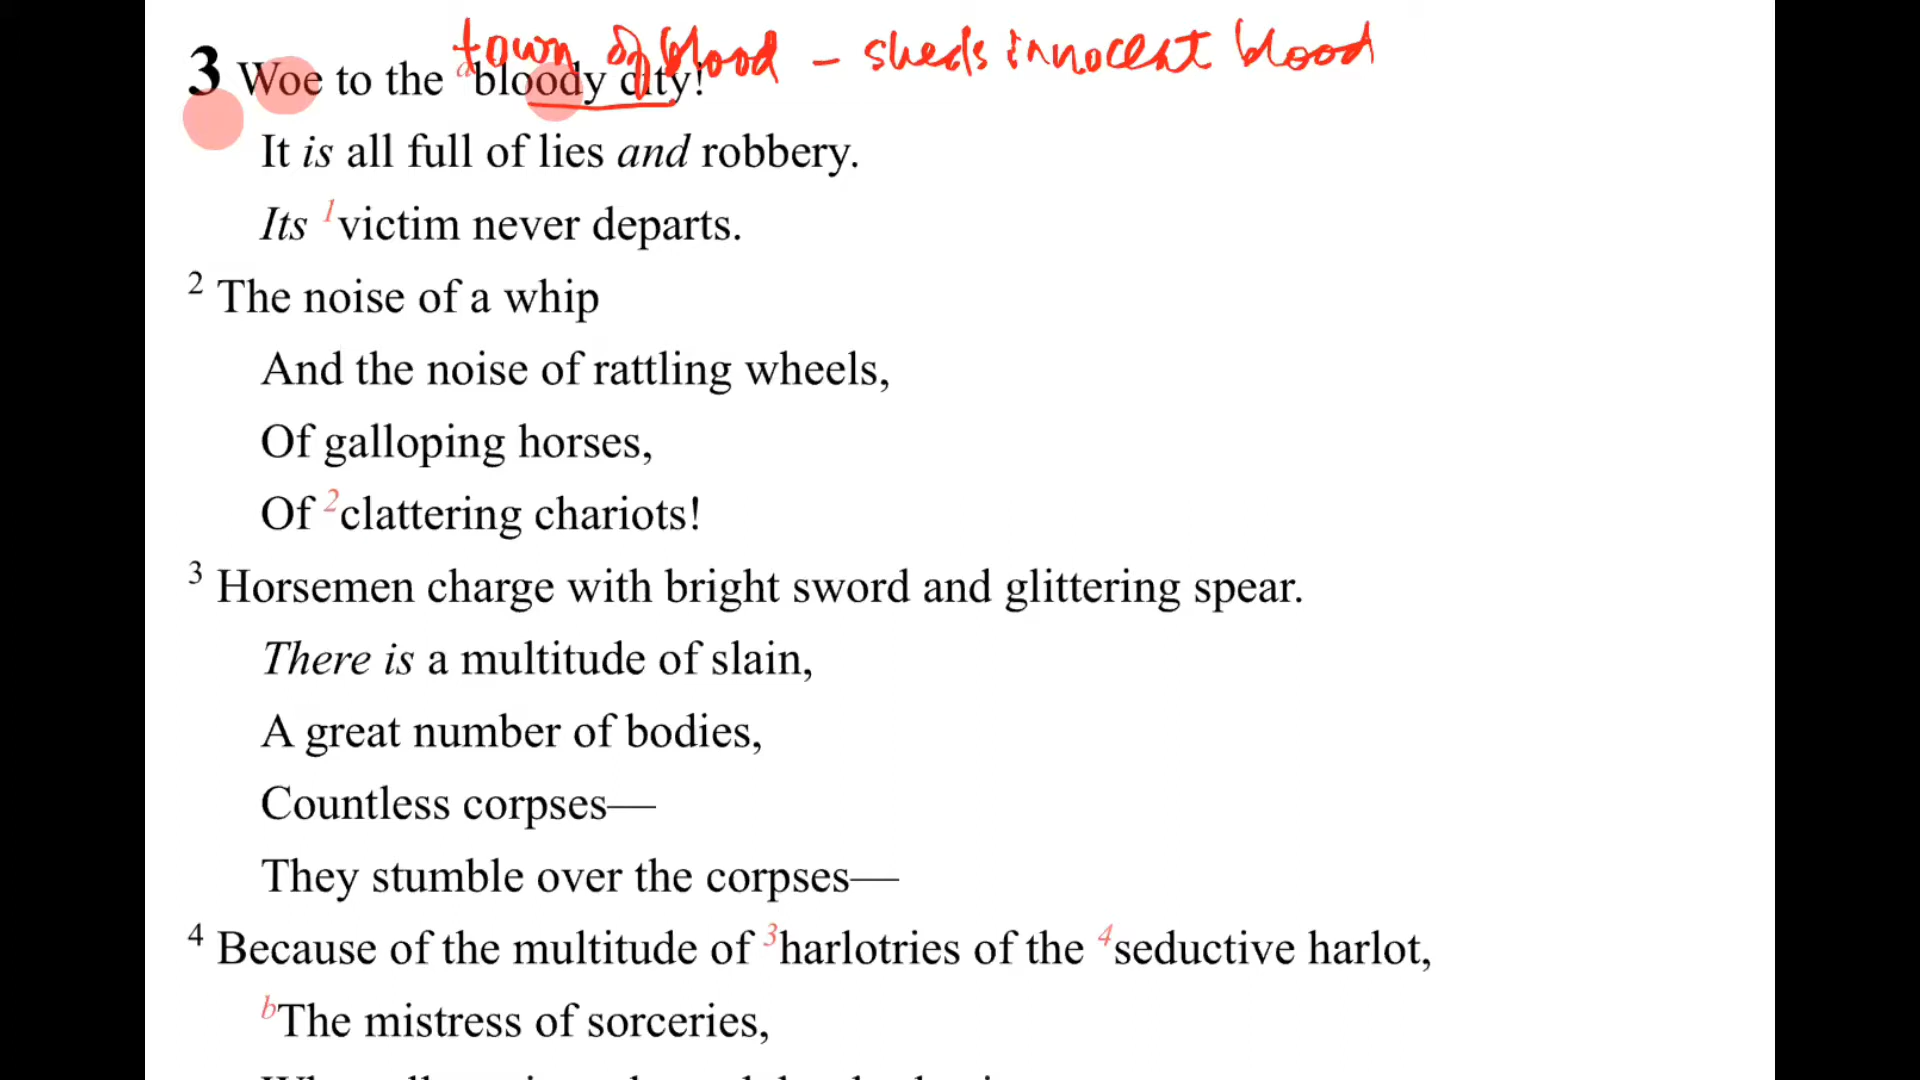 town of blood - sheds innocent blood
3 Woe to the a bloody city!
It is all full of lies and robbery.
Its 1 victim never departs.
2 The noise of a whip
And the noise of rattling wheels,
Of galloping horses,
Of 2 clattering chariots!
3 Horsemen charge with bright sword and glittering spear.
There is a multitude of slain,
A great number of bodies,
Countless corpses—
They stumble over the corpses—
4 Because of the multitude of 3 harlotries of the 4 seductive harlot,
b The mistress of sorceries,